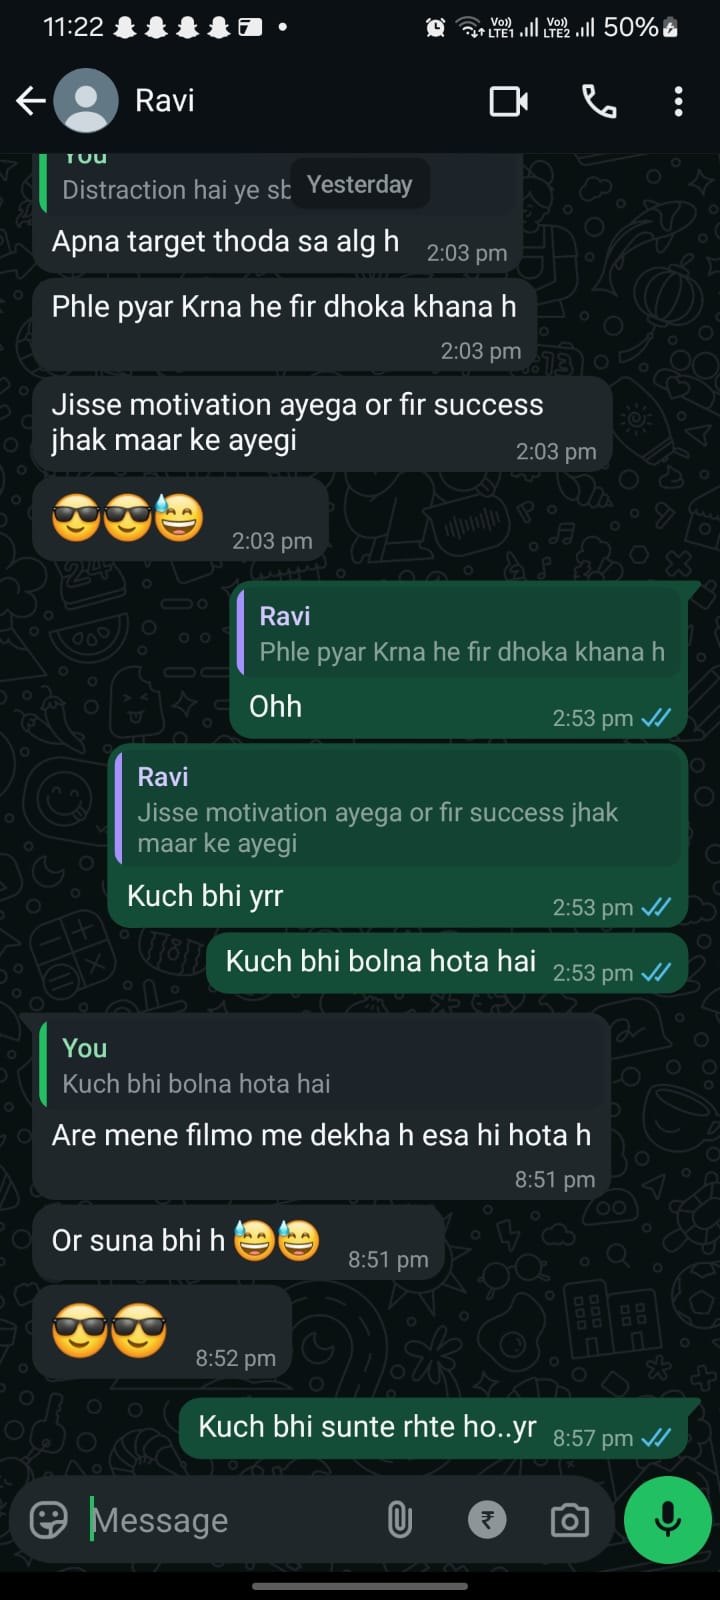 11:22
Vo)) LTE1 Vo)) LTE2 50%
Ravi
You
Distraction hai ye sb
Yesterday
Apna target thoda sa alg h 2:03 pm
Phle pyar Krna he fir dhoka khana h
2:03 pm
Jisse motivation ayega or fir success
jhak maar ke ayegi 2:03 pm
😎😎😅 2:03 pm
Ravi
Phle pyar Krna he fir dhoka khana h
Ohh 2:53 pm
Ravi
Jisse motivation ayega or fir success jhak
maar ke ayegi
Kuch bhi yrr 2:53 pm
Kuch bhi bolna hota hai 2:53 pm
You
Kuch bhi bolna hota hai
Are mene filmo me dekha h esa hi hota h
8:51 pm
Or suna bhi h 😅😅 8:51 pm
😎😎 8:52 pm
Kuch bhi sunte rhte ho..yr 8:57 pm
Message
₹